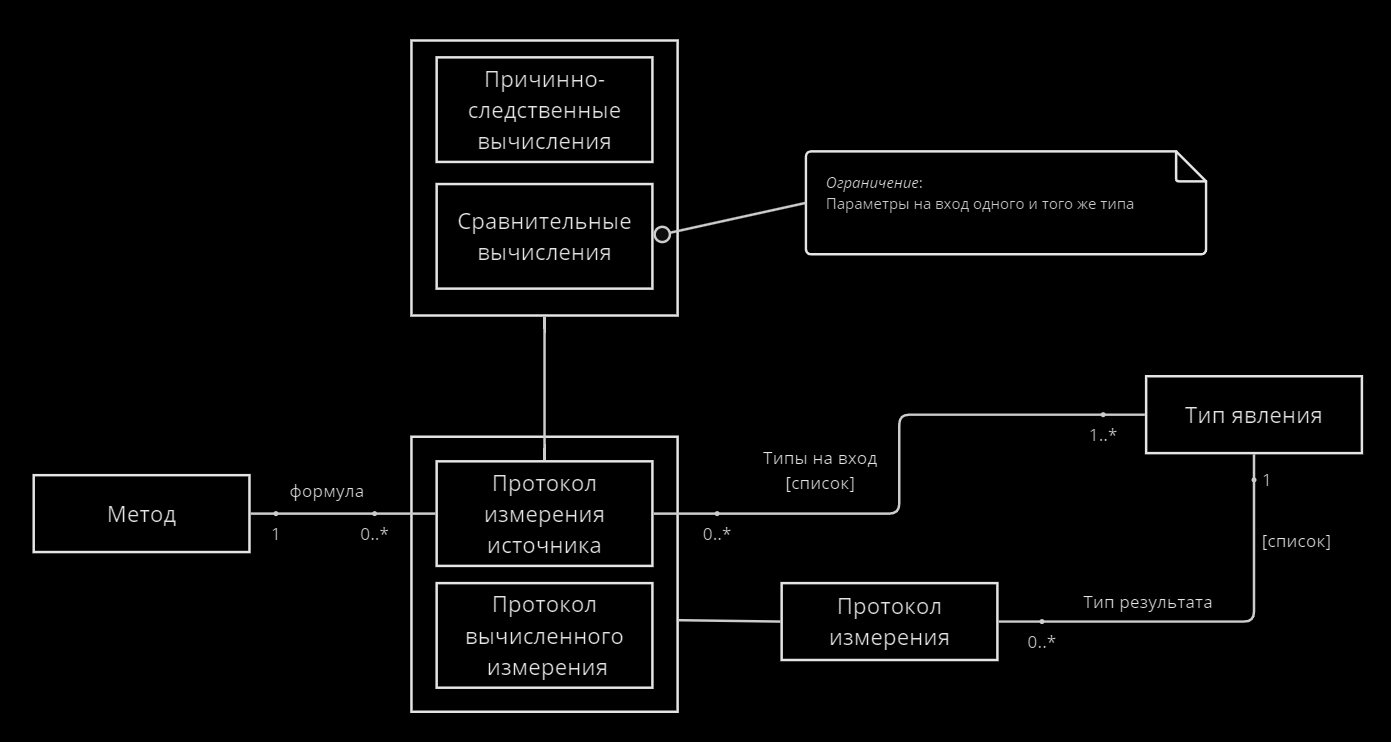 Причинно-
следственные
вычисления
Сравнительные
вычисления
Ограничение:
Параметры на вход одного и того же типа
Тип явления
1..*
Типы на вход
[список]
1
Метод
формула
1
0..*
Протокол
измерения
источника
0..*
[список]
Протокол
вычисленного
измерения
Протокол
измерения
Тип результата
0..*